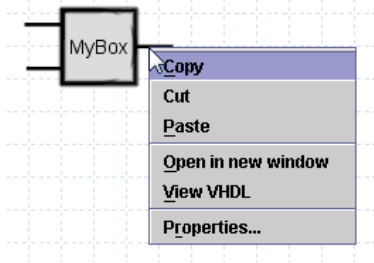 MyBox
Copy
Cut
Paste
Open in new window
View VHDL
Properties...